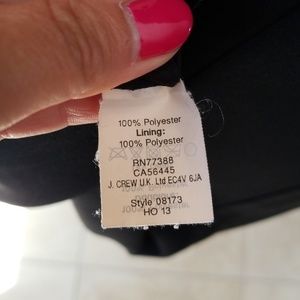 100% Polyester
Lining:
100% Polyester
RN77388
CA56445
J. CREW U.K. Ltd EC4V 6JA
Style 08173
HO 13